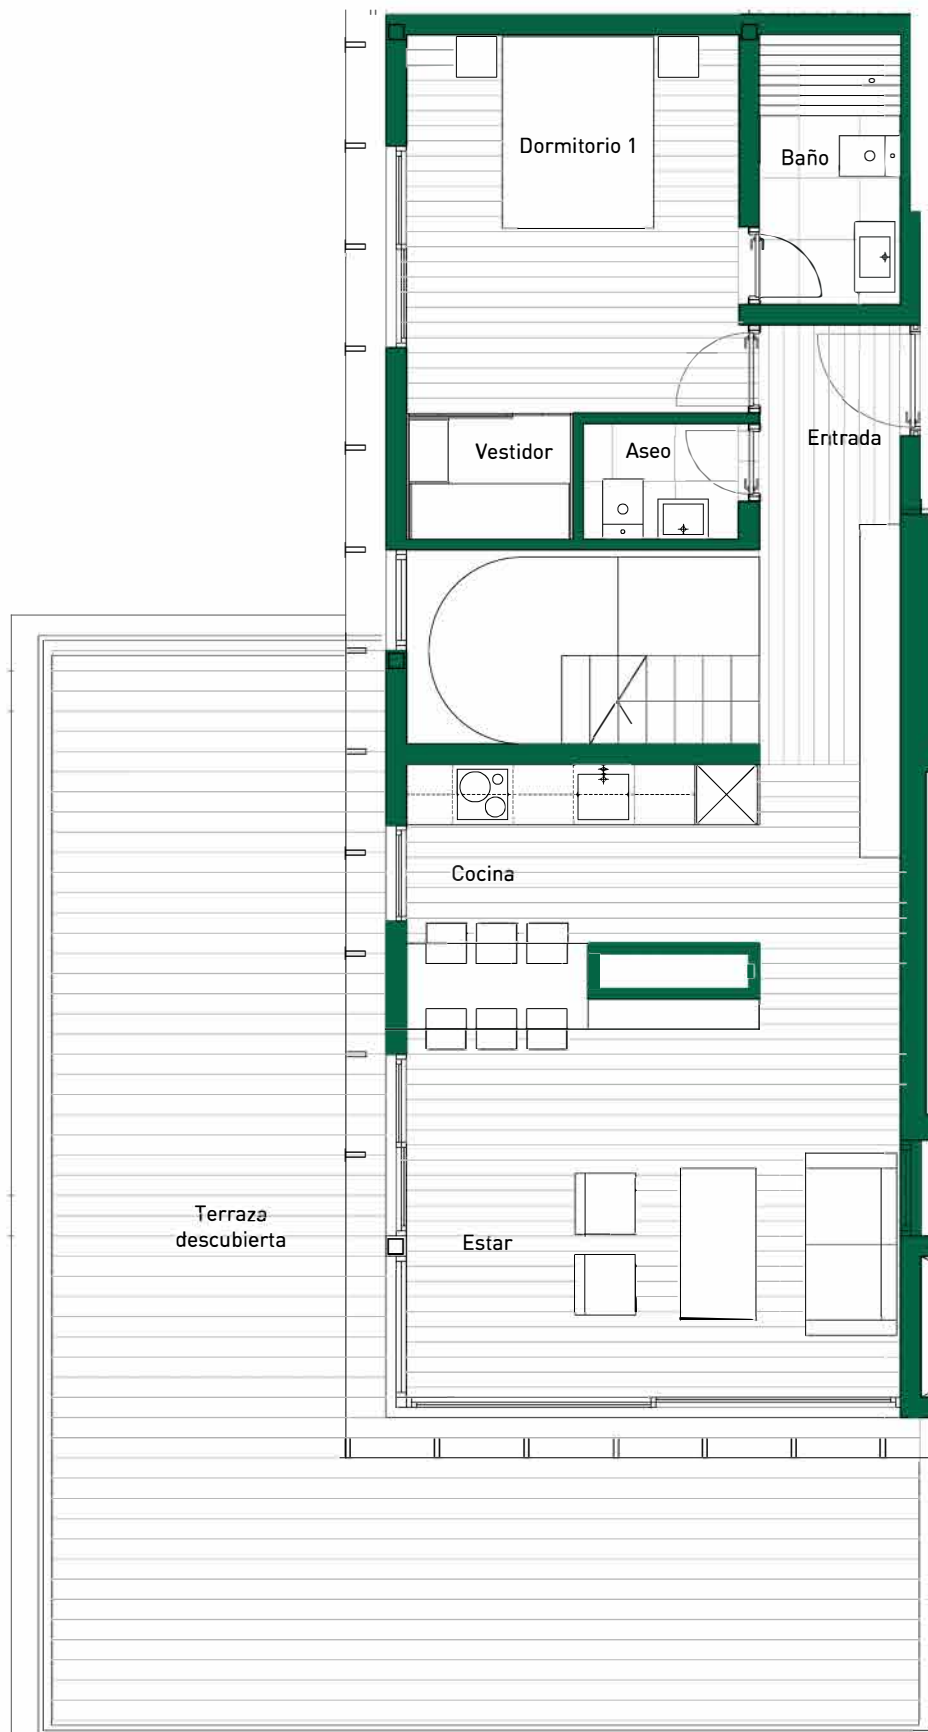 Dormitorio 1
Baño
Vestidor
Aseo
Entrada
Cocina
Terraza
descubierta
Estar